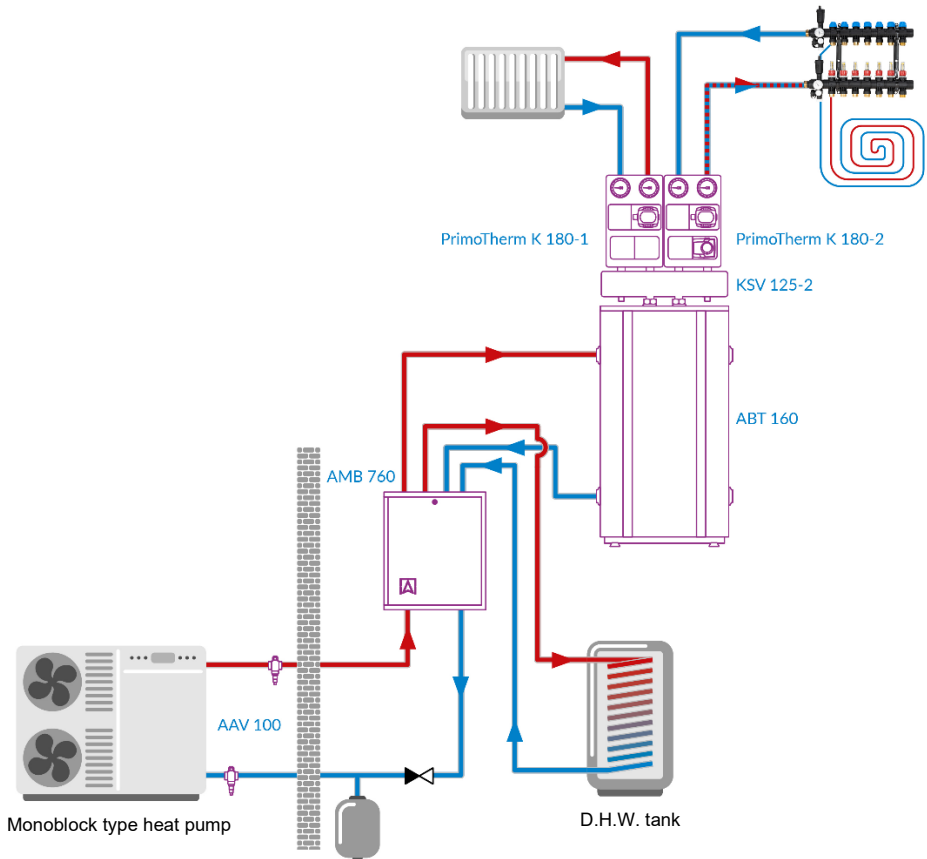 PrimoTherm K 180-1
PrimoTherm K 180-2
KSV 125-2
ABT 160
AMB 760
AAV 100
Monoblock type heat pump
D.H.W. tank